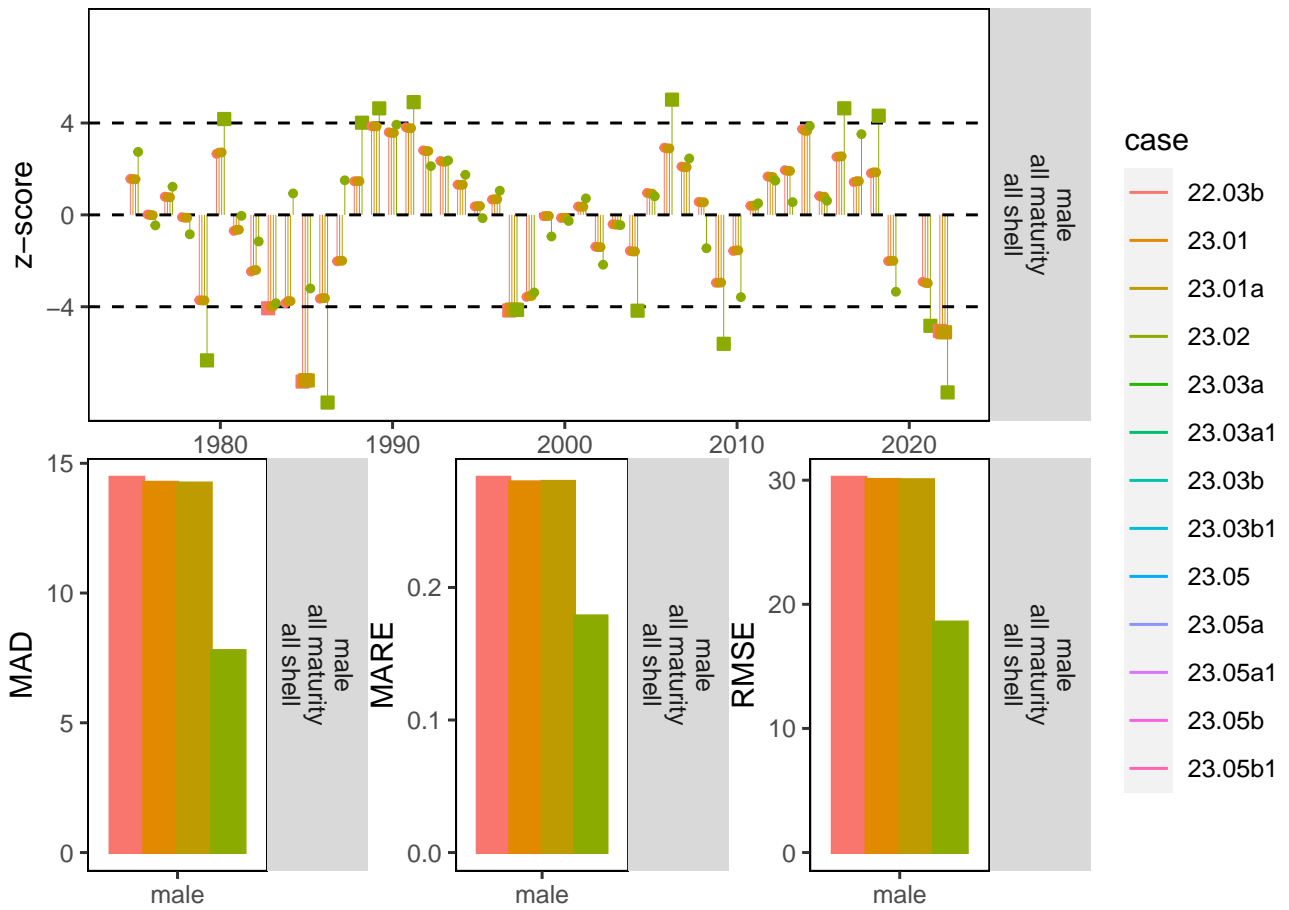 z−score
4
0
−4
1980
1990
2000
2010
2020
male
all maturity
all shell
MAD
15
10
5
0
male
male
all maturity
all shell
MARE
0.2
0.1
0.0
male
male
all maturity
all shell
RMSE
30
20
10
0
male
male
all maturity
all shell
case
22.03b
23.01
23.01a
23.02
23.03a
23.03a1
23.03b
23.03b1
23.05
23.05a
23.05a1
23.05b
23.05b1